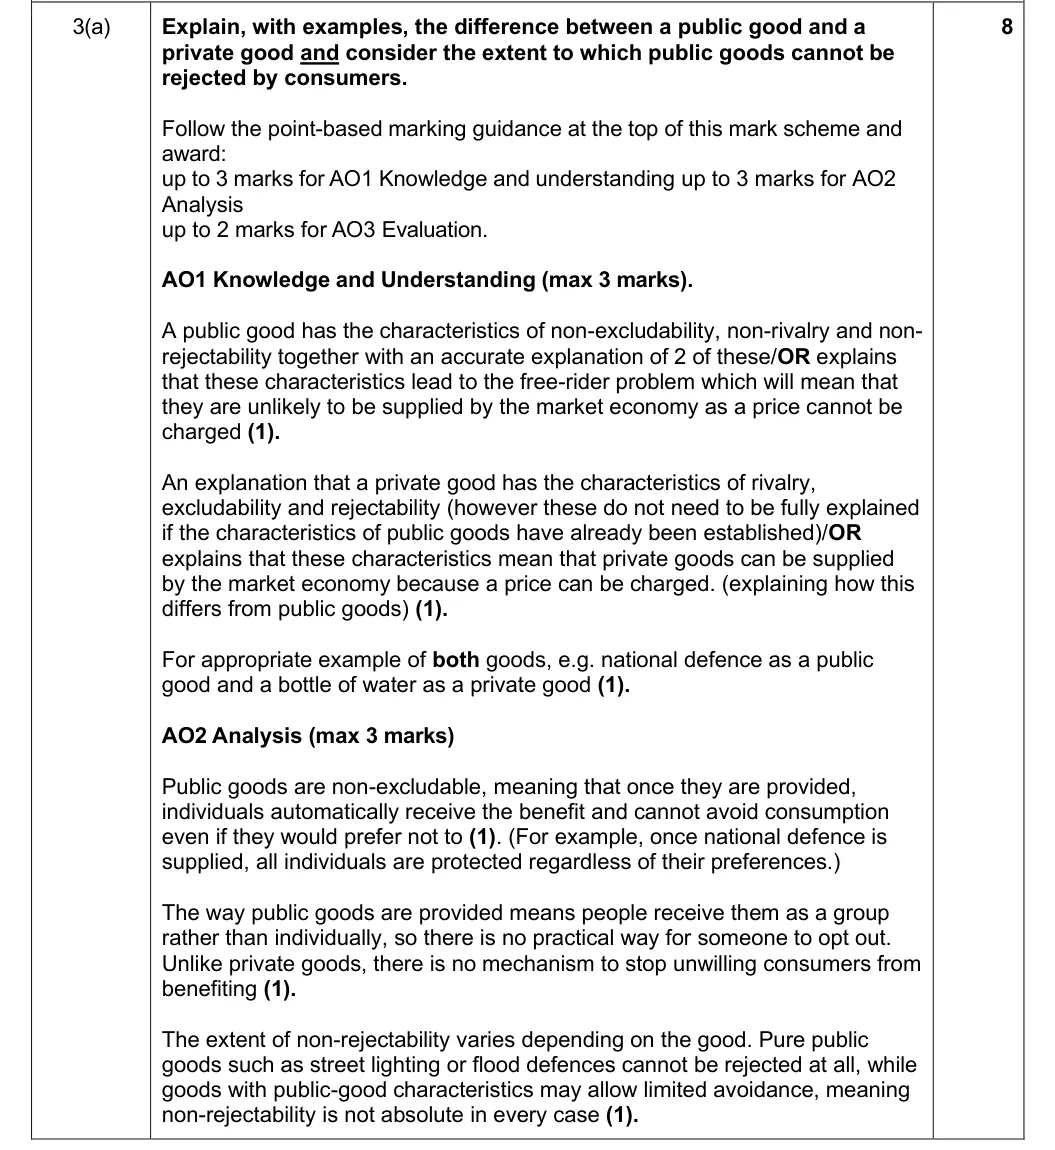 3(a)
Explain, with examples, the difference between a public good and a
private good and consider the extent to which public goods cannot be
rejected by consumers.
8
Follow the point-based marking guidance at the top of this mark scheme and
award:
up to 3 marks for AO1 Knowledge and understanding up to 3 marks for AO2
Analysis
up to 2 marks for AO3 Evaluation.
AO1 Knowledge and Understanding (max 3 marks).
A public good has the characteristics of non-excludability, non-rivalry and non-
rejectability together with an accurate explanation of 2 of these/OR explains
that these characteristics lead to the free-rider problem which will mean that
they are unlikely to be supplied by the market economy as a price cannot be
charged (1).
An explanation that a private good has the characteristics of rivalry,
excludability and rejectability (however these do not need to be fully explained
if the characteristics of public goods have already been established)/OR
explains that these characteristics mean that private goods can be supplied
by the market economy because a price can be charged. (explaining how this
differs from public goods) (1).
For appropriate example of both goods, e.g. national defence as a public
good and a bottle of water as a private good (1).
AO2 Analysis (max 3 marks)
Public goods are non-excludable, meaning that once they are provided,
individuals automatically receive the benefit and cannot avoid consumption
even if they would prefer not to (1). (For example, once national defence is
supplied, all individuals are protected regardless of their preferences.)
The way public goods are provided means people receive them as a group
rather than individually, so there is no practical way for someone to opt out.
Unlike private goods, there is no mechanism to stop unwilling consumers from
benefiting (1).
The extent of non-rejectability varies depending on the good. Pure public
goods such as street lighting or flood defences cannot be rejected at all, while
goods with public-good characteristics may allow limited avoidance, meaning
non-rejectability is not absolute in every case (1).